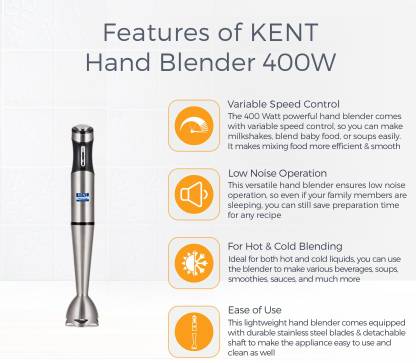 Features of KENT
Hand Blender 400W
Variable Speed Control
The 400 Watt powerful hand blender comes
with variable speed control, so you can make
milkshakes, blend baby food, or soups easily.
It makes mixing food more efficient & smooth
Low Noise Operation
This versatile hand blender ensures low noise
operation, so even if your family members are
sleeping, you can still save preparation time
for any recipe
For Hot & Cold Blending
Ideal for both hot and cold liquids, you can use
the blender to make various beverages, soups,
smoothies, sauces, and much more
Ease of Use
This lightweight hand blender comes equipped
with durable stainless steel blades & detachable
shaft to make the appliance easy to use and
clean as well
KENT